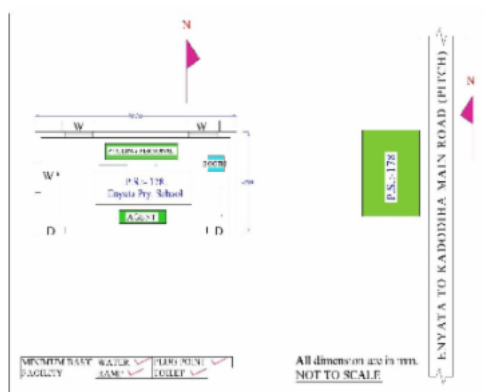 N
W
W
POLLING PERSONNEL
BOOTH
W
P.S.:- 178
Enyata Pry. School
AGENT
D
D
N
P.S.:- 178
ENYATA TO KADODIHA MAIN ROAD (PITCH)
MINIMUM BASIC WATER PLUG POINT
FACILITY RAMP TOILET
All dimension are in mm.
NOT TO SCALE